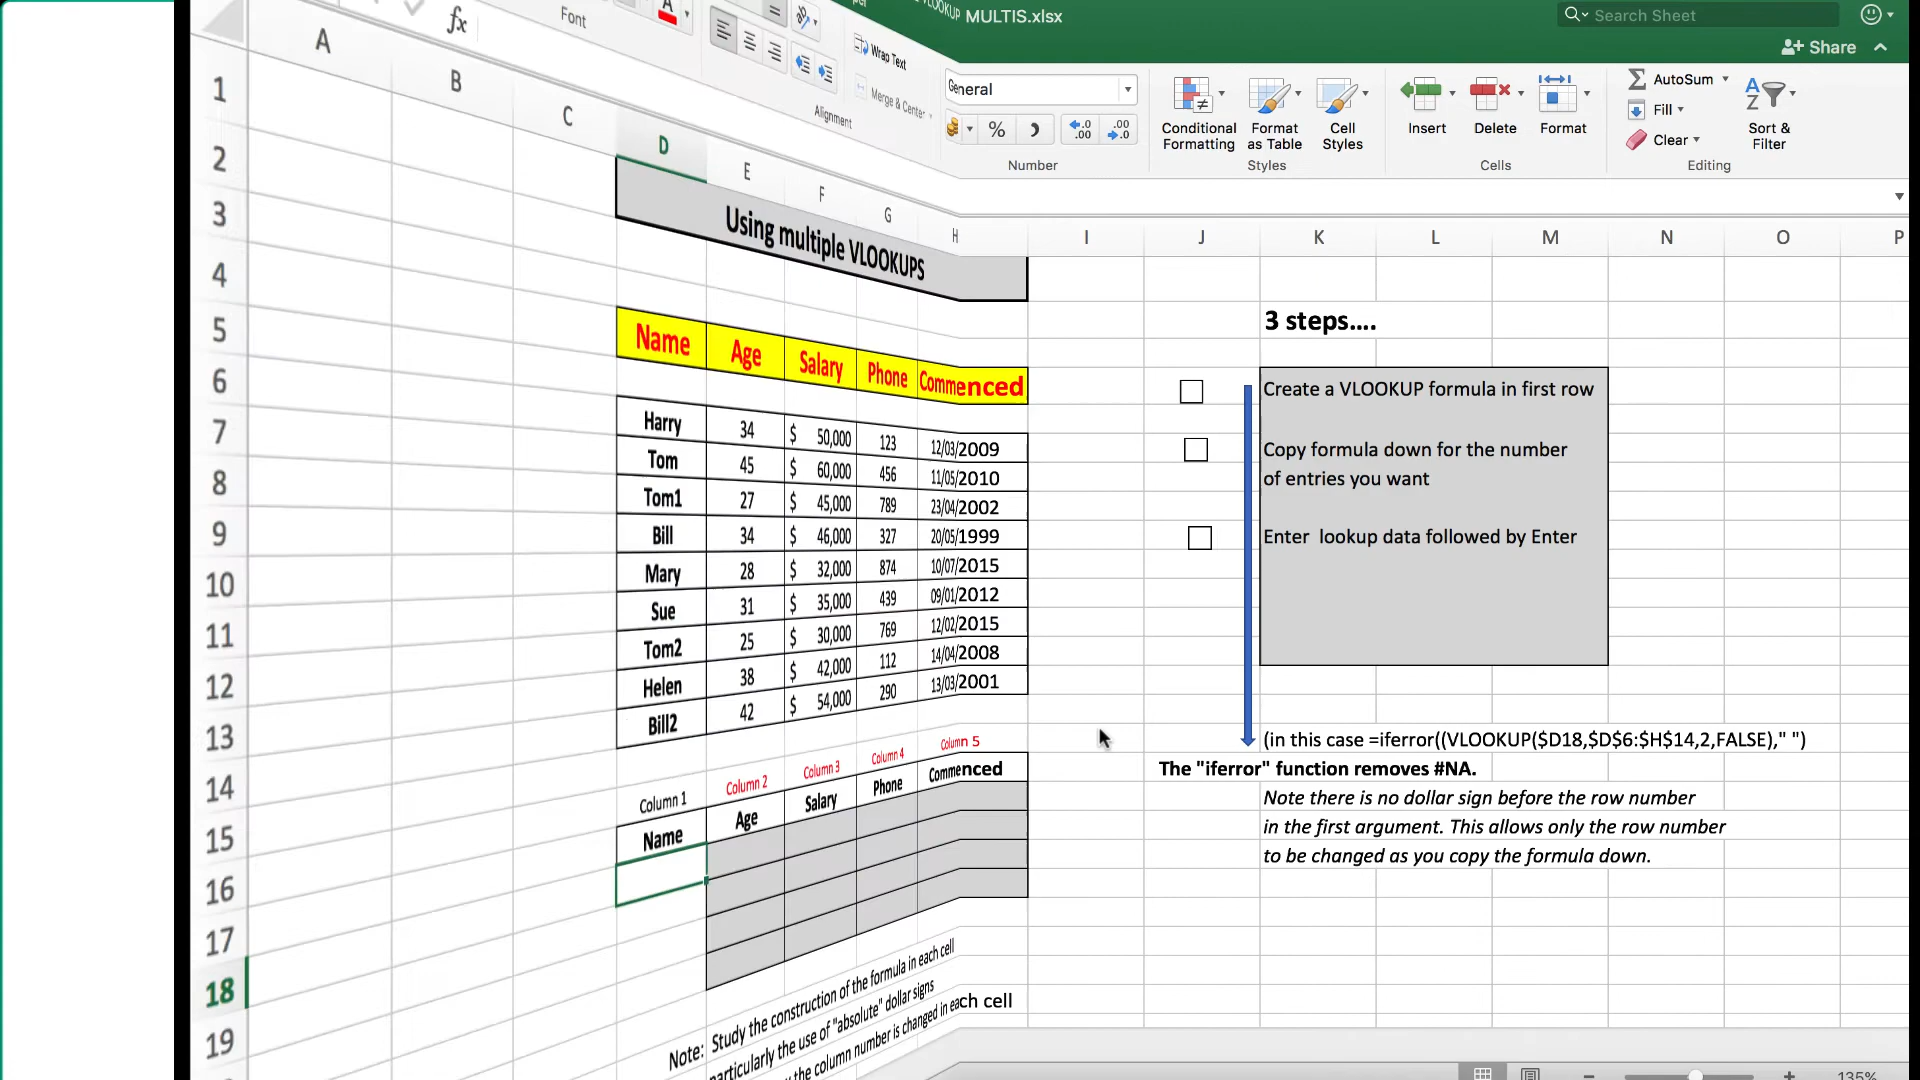 VLOOKUP MULTIS.xlsx
Search Sheet
Share
fx
Font
A
Wrap Text
Merge & Center
Alignment
General
%
.00
.00
Number
Conditional Formatting
Format as Table
Cell Styles
Styles
Insert
Delete
Format
Cells
AutoSum
Fill
Clear
Sort & Filter
Editing
A B C D E F G H I J K L M N O P
1
2
3
4
5
6
7
8
9
10
11
12
13
14
15
16
17
18
19
Using multiple VLOOKUPS
Name Age Salary Phone Commenced
Harry 34 $ 50,000 123 12/03/2009
Tom 45 $ 60,000 456 11/05/2010
Tom1 27 $ 45,000 789 23/04/2002
Bill 34 $ 46,000 327 20/05/1999
Mary 28 $ 32,000 874 10/07/2015
Sue 31 $ 35,000 439 09/01/2012
Tom2 25 $ 30,000 769 12/02/2015
Helen 38 $ 42,000 112 14/04/2008
Bill2 42 $ 54,000 290 13/03/2001
Column 1 Column 2 Column 3 Column 4 Column 5
Name Age Salary Phone Commenced
Note: Study the construction of the formula in each cell
particularly the use of "absolute" dollar signs
the column number is changed in each cell
3 steps....
Create a VLOOKUP formula in first row
Copy formula down for the number
of entries you want
Enter lookup data followed by Enter
(in this case =iferror((VLOOKUP($D18,$D$6:$H$14,2,FALSE)," ")
The "iferror" function removes #NA.
Note there is no dollar sign before the row number
in the first argument. This allows only the row number
to be changed as you copy the formula down.
135%